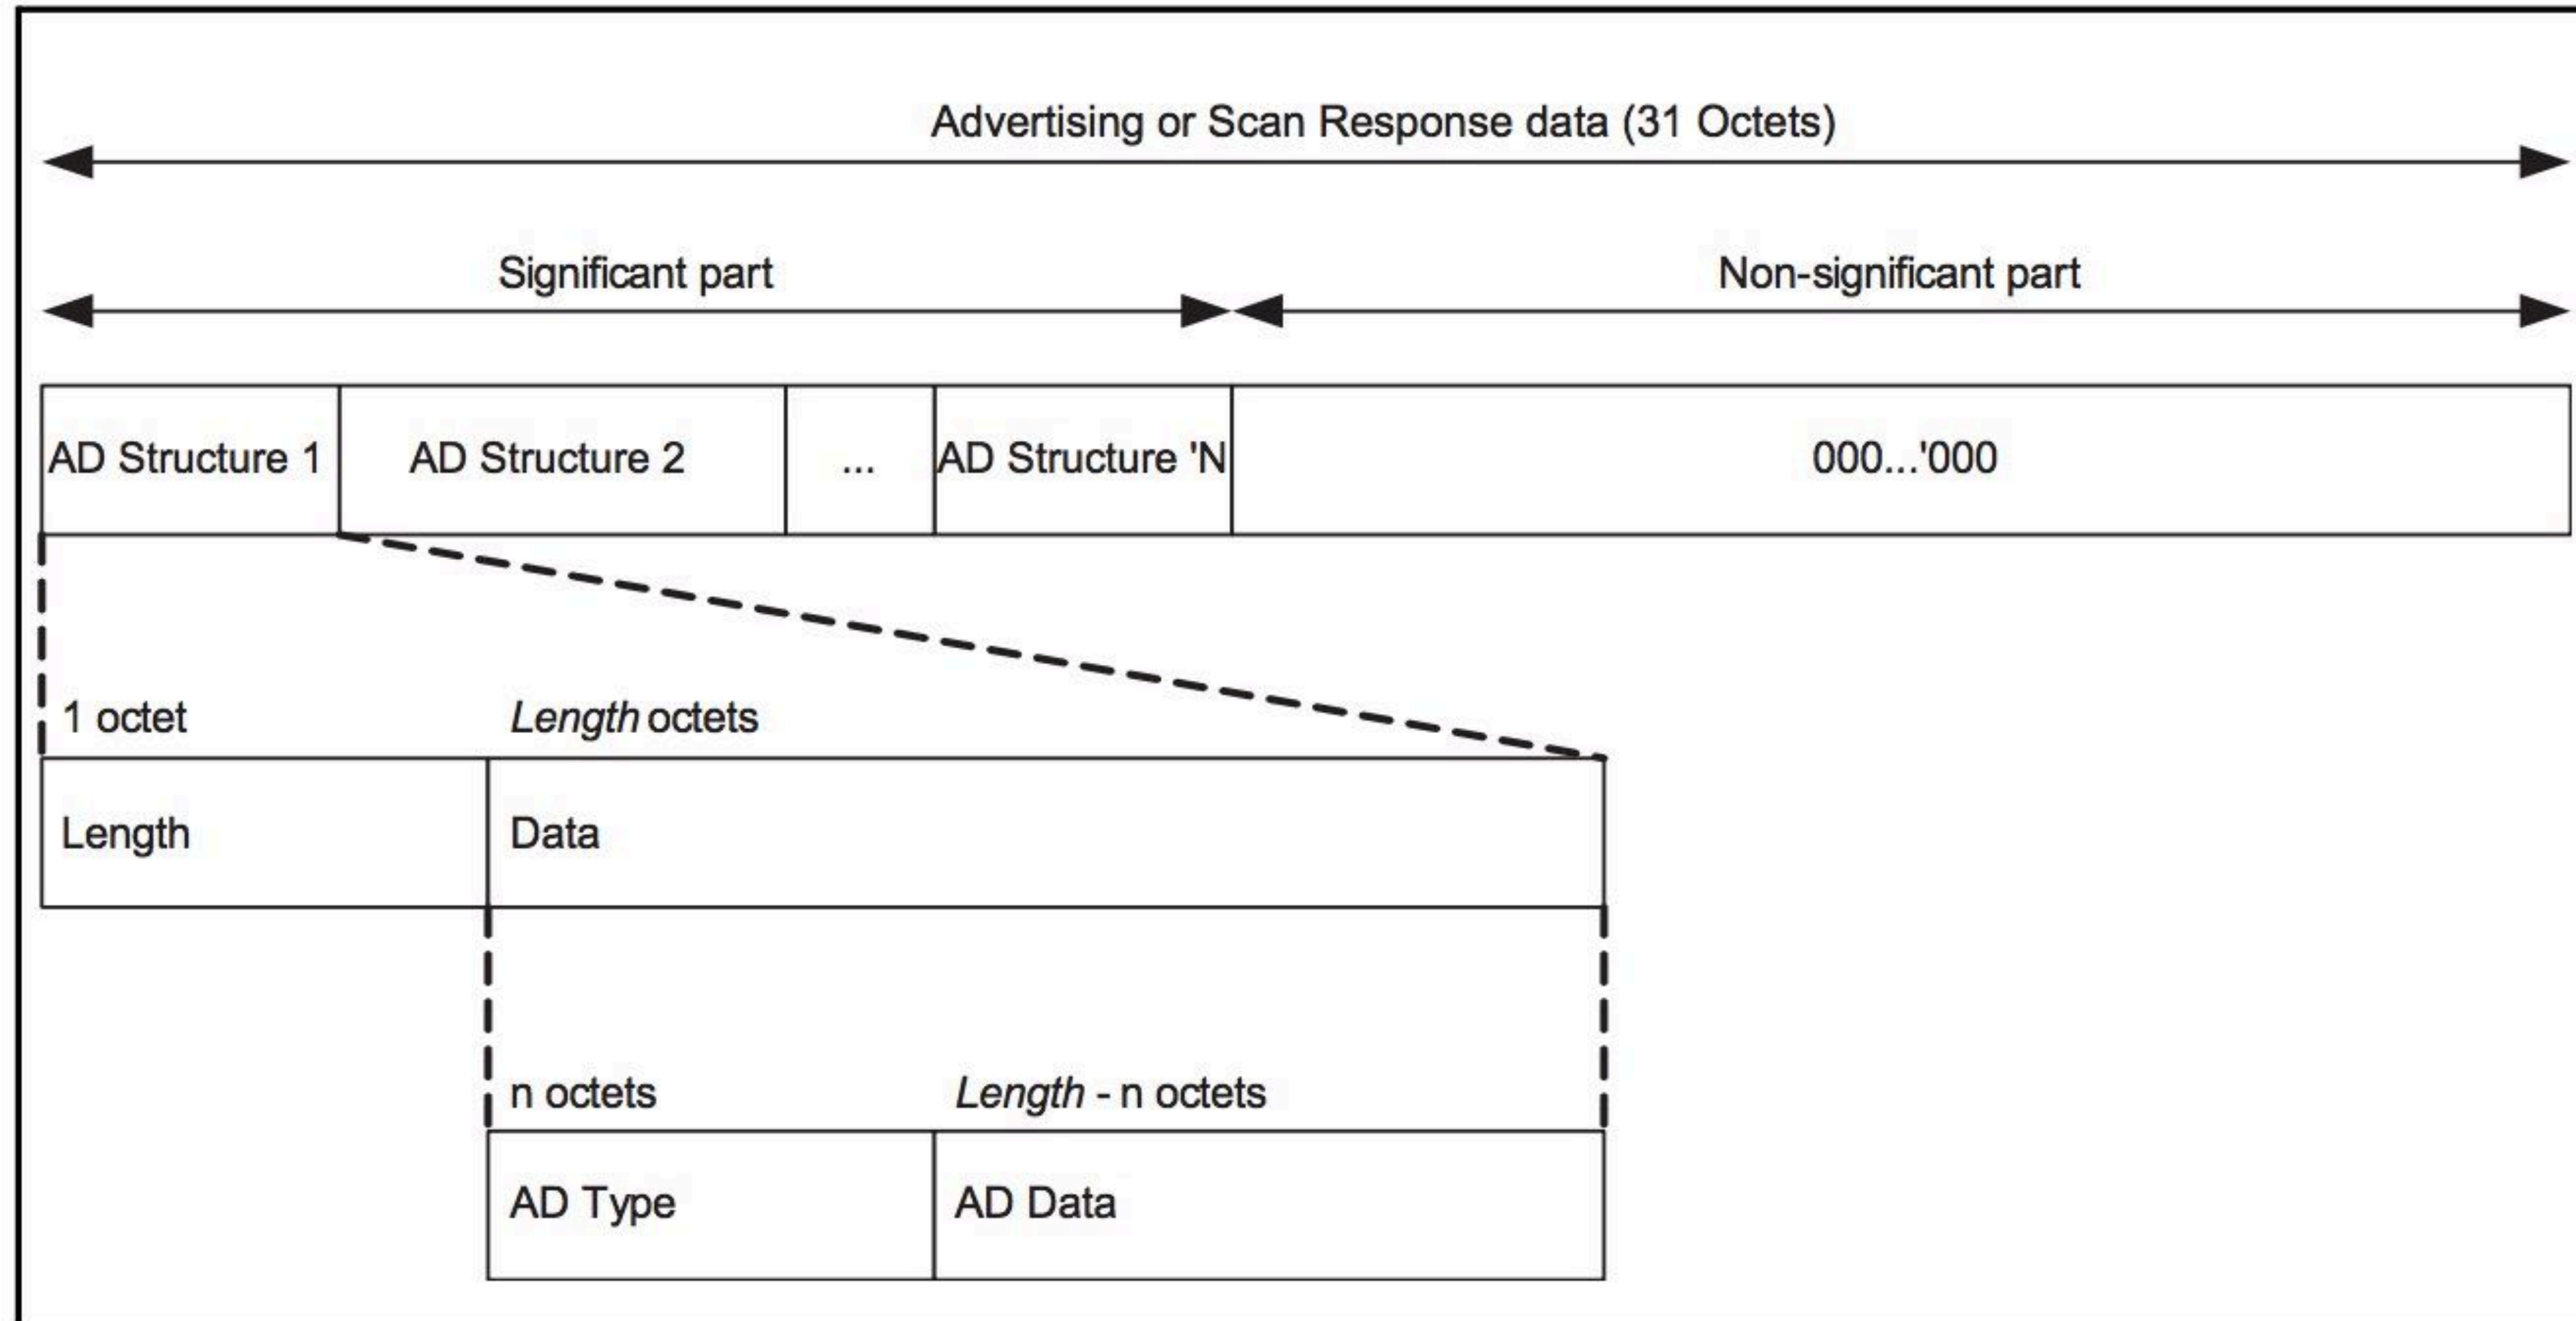 Advertising or Scan Response data (31 Octets)
Significant part
Non-significant part
AD Structure 1
AD Structure 2
...
AD Structure 'N
000...'000
1 octet
Length octets
Length
Data
n octets
Length - n octets
AD Type
AD Data